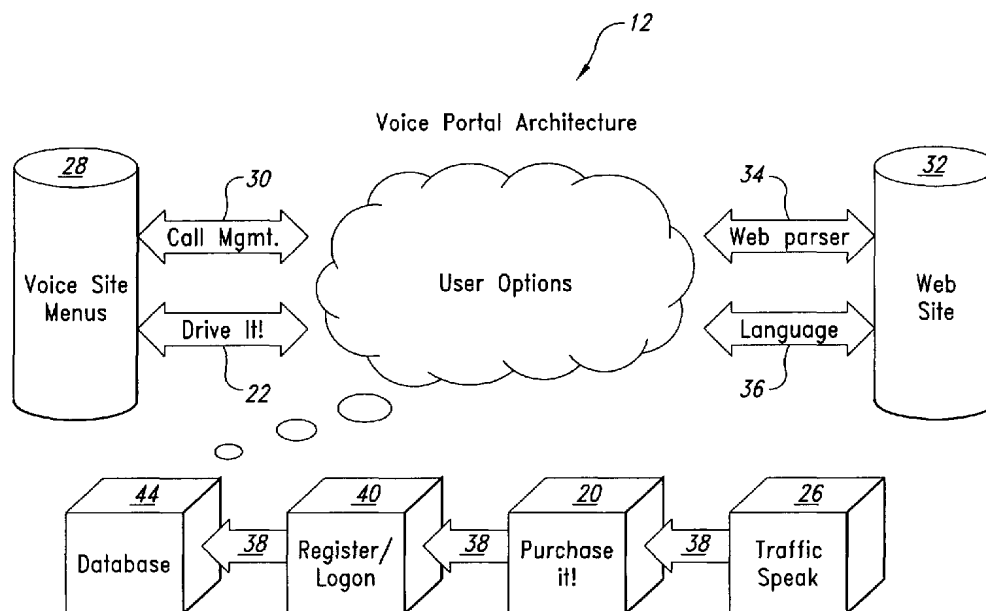 12
Voice Portal Architecture
28
30
34
32
Call Mgmt.
Web parser
Voice Site
Menus
User Options
Web
Site
Drive It!
Language
22
36
44
40
20
26
Database
38
Register/
Logon
38
Purchase
it!
38
Traffic
Speak